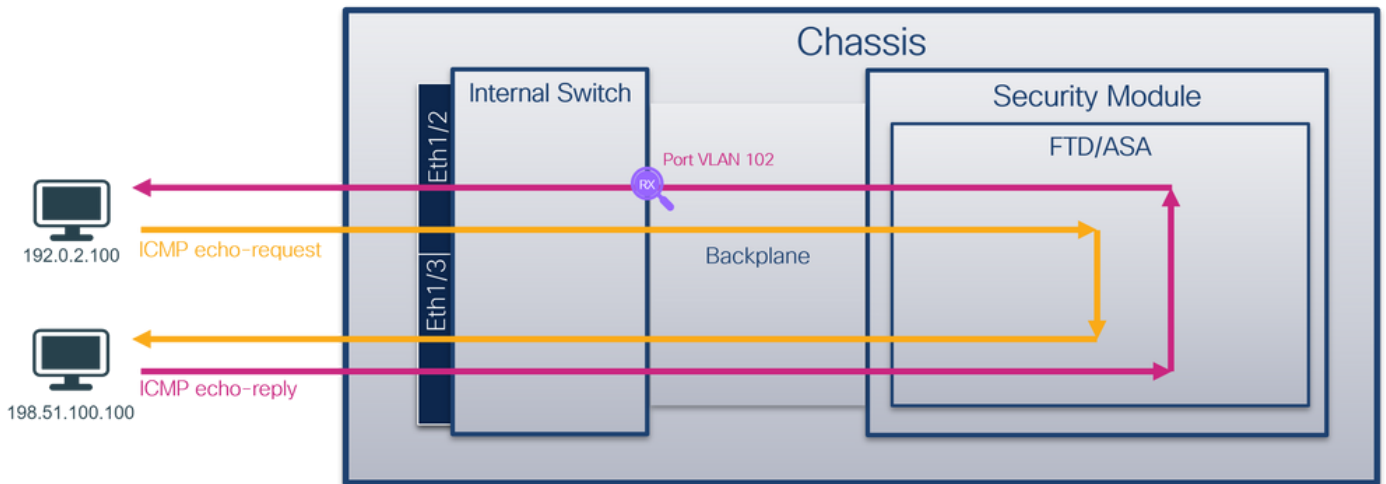 Chassis
Internal Switch
Security Module
FTD/ASA
Eth1/2
Port VLAN 102
RX
192.0.2.100
ICMP echo-request
Backplane
Eth1/3
198.51.100.100
ICMP echo-reply